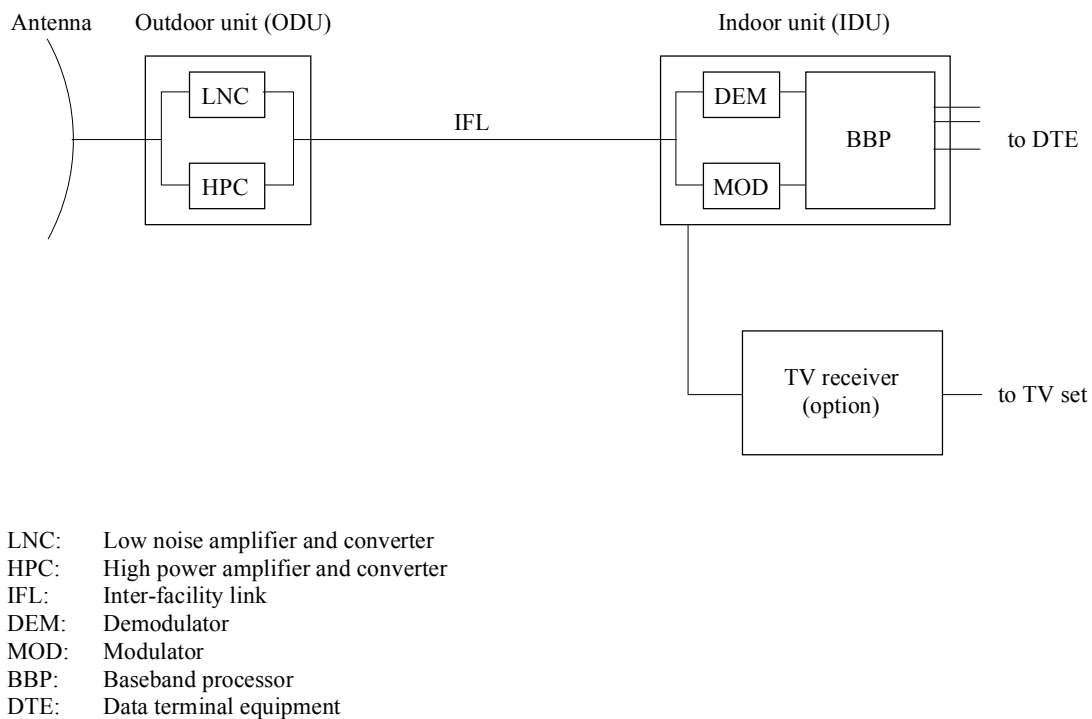 Antenna
Outdoor unit (ODU)
Indoor unit (IDU)
LNC
HPC
IFL
DEM
MOD
BBP
to DTE
TV receiver
(option)
to TV set
LNC: Low noise amplifier and converter
HPC: High power amplifier and converter
IFL: Inter-facility link
DEM: Demodulator
MOD: Modulator
BBP: Baseband processor
DTE: Data terminal equipment